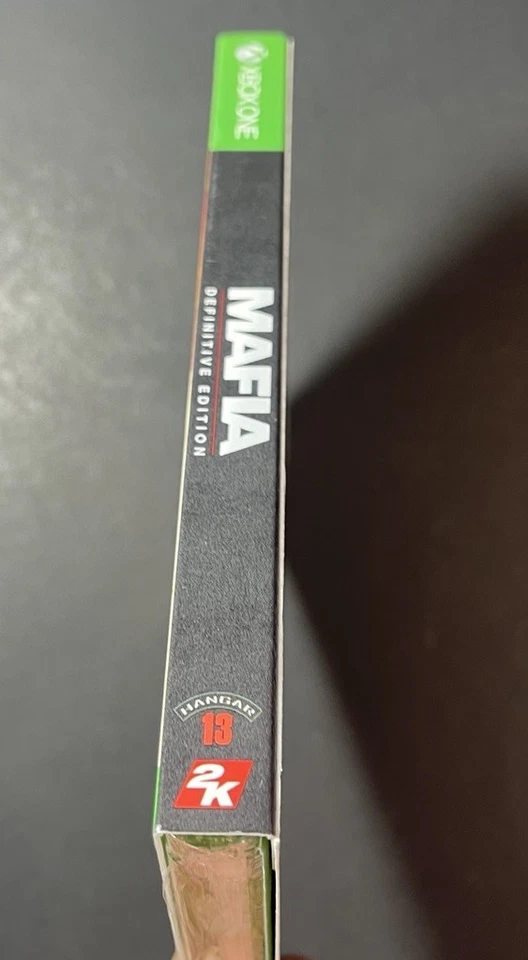 XBOX ONE
MAFIA
DEFINITIVE EDITION
HANGAR
13
2K